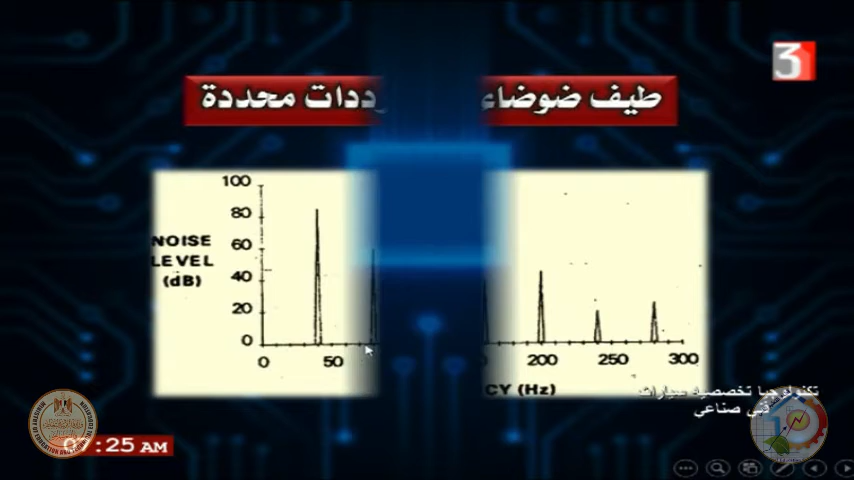 3
طيف ضوضاء ددات محددة
100
80
NOISE
LEVEL
(dB)
60
40
20
0
0 50 200 250 300
CY (Hz)
تكنولوجيا تخصصية سيارات
فني صناعي
:25 AM